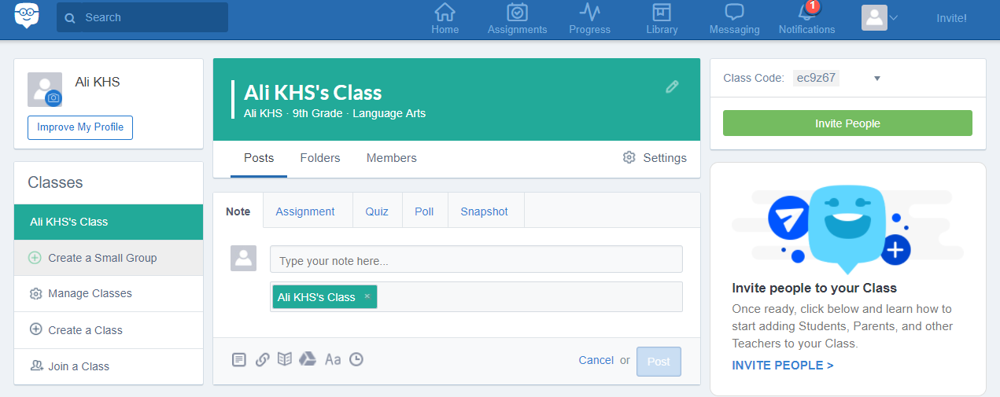 Search
Home
Assignments
Progress
Library
Messaging
1
Notifications
Invite!
Ali KHS
Improve My Profile
Classes
Ali KHS's Class
Create a Small Group
Manage Classes
Create a Class
Join a Class
Ali KHS's Class
Ali KHS · 9th Grade · Language Arts
Posts
Folders
Members
Settings
Note
Assignment
Quiz
Poll
Snapshot
Type your note here...
Ali KHS's Class ×
Aa
Cancel or Post
Class Code: ec9z67
Invite People
Invite people to your Class
Once ready, click below and learn how to
start adding Students, Parents, and other
Teachers to your Class.
INVITE PEOPLE >